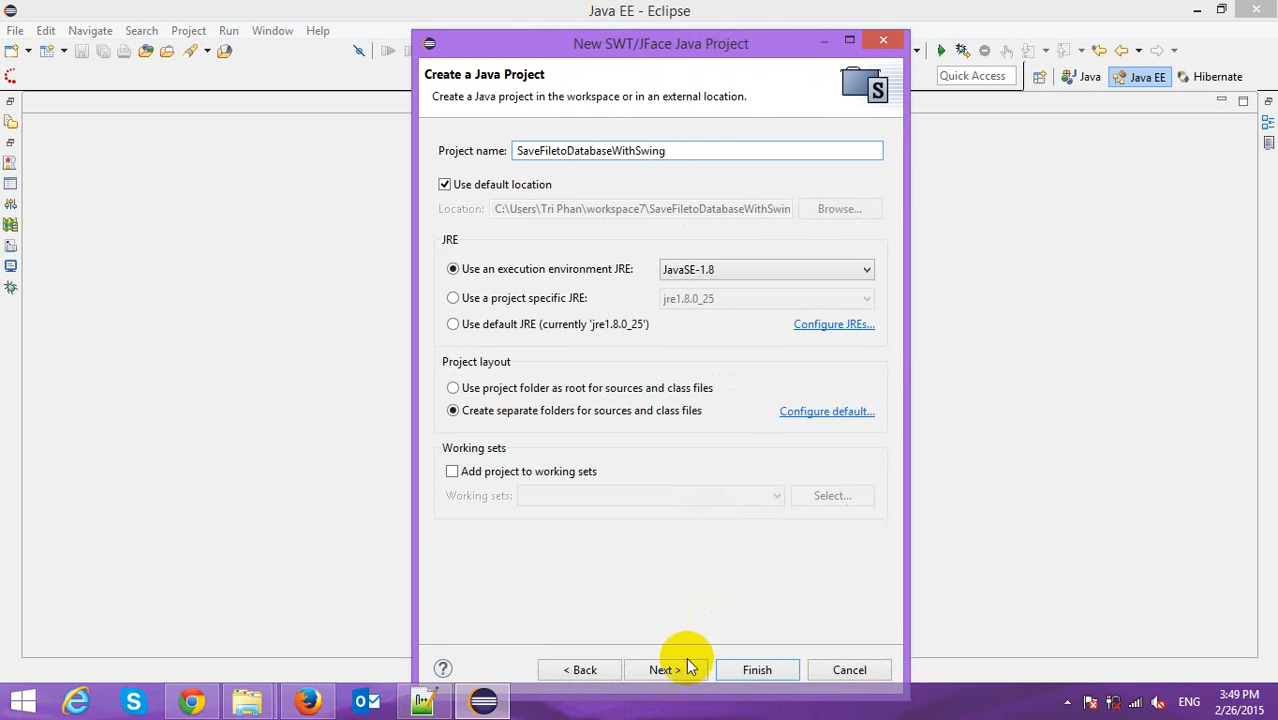 Java EE - Eclipse
File Edit Navigate Search Project Run Window Help
New SWT/JFace Java Project
Quick Access
Java
Java EE
Hibernate
Create a Java Project
Create a Java project in the workspace or in an external location.
S
Project name: SaveFiletoDatabaseWithSwing
Use default location
Location: C:\Users\Tri Phan\workspace7\SaveFiletoDatabaseWithSwin Browse...
JRE
Use an execution environment JRE: JavaSE-1.8
Use a project specific JRE: jre1.8.0_25
Use default JRE (currently 'jre1.8.0_25') Configure JREs...
Project layout
Use project folder as root for sources and class files
Create separate folders for sources and class files Configure default...
Working sets
Add project to working sets
Working sets: Select...
? < Back Next > Finish Cancel
ENG
3:49 PM
2/26/2015